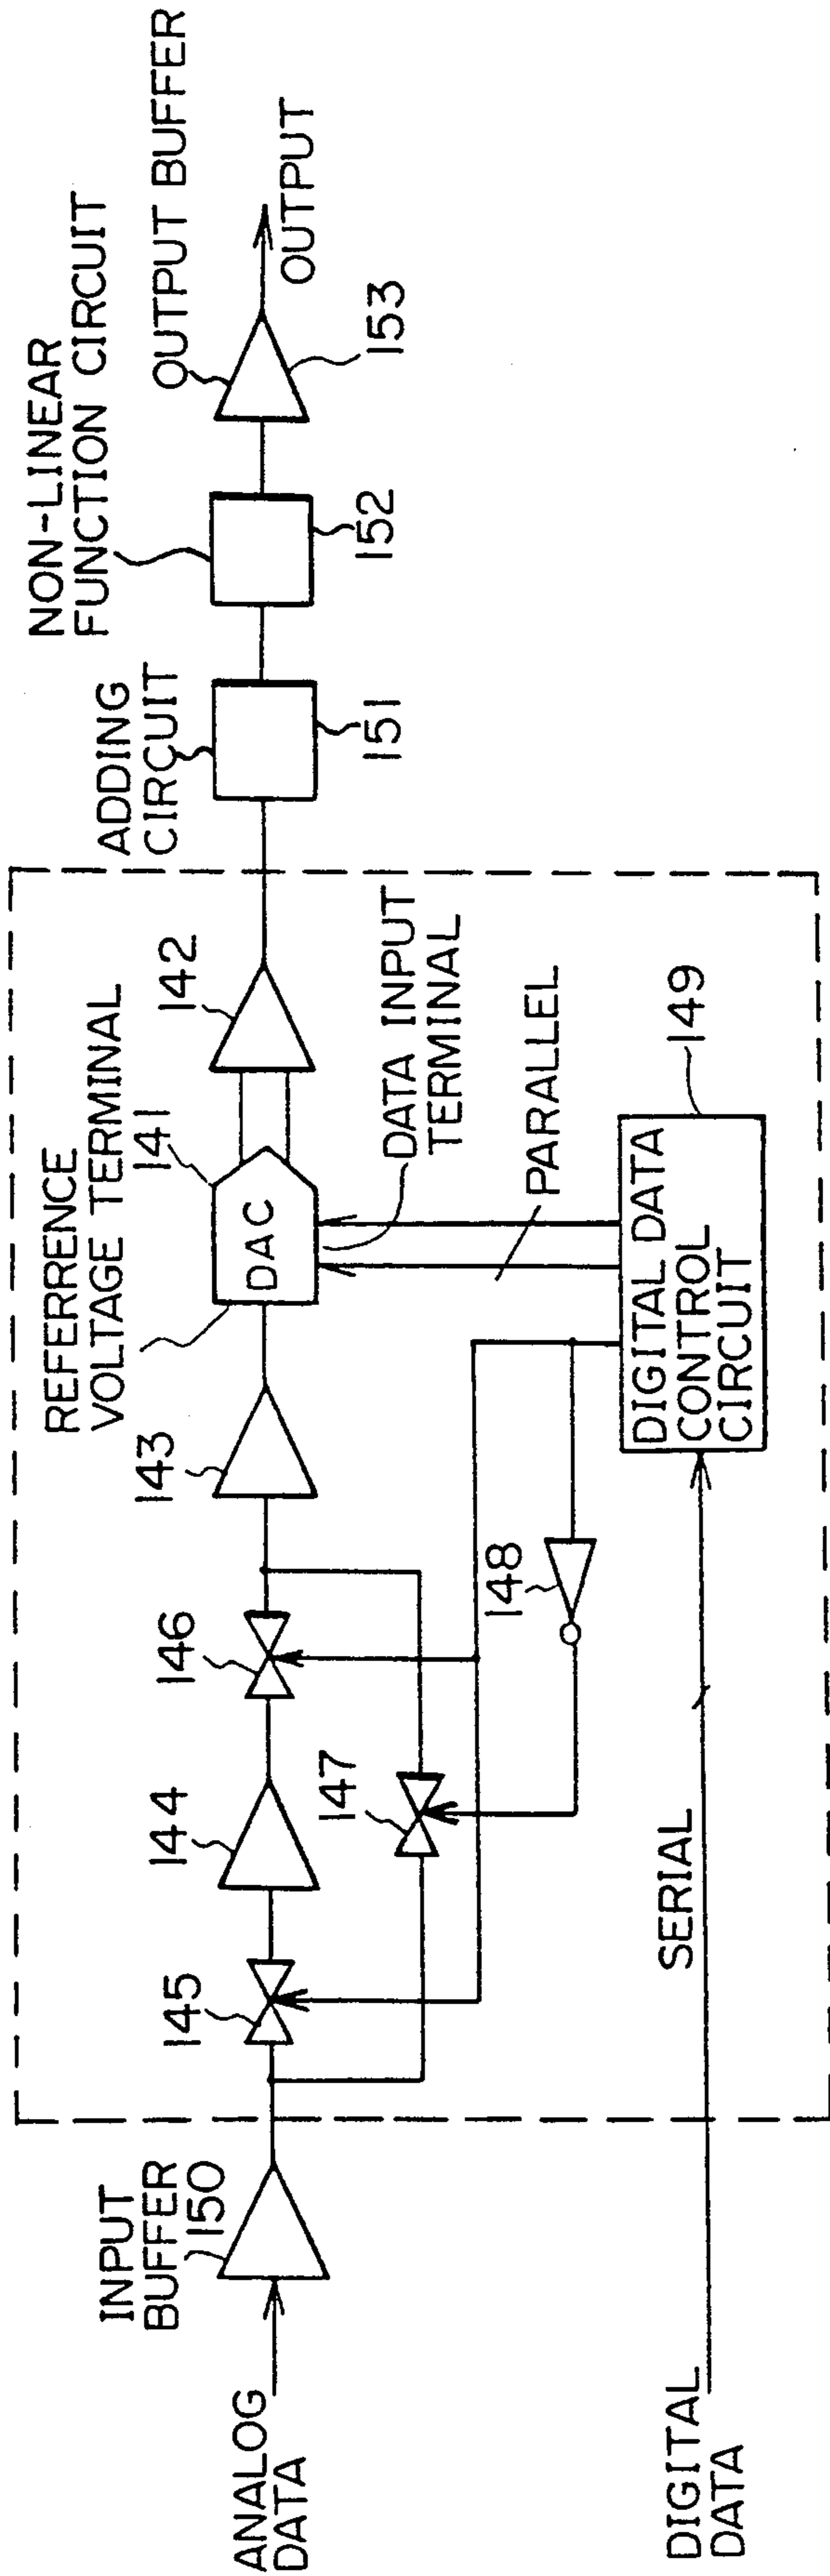 ANALOG
DATA
INPUT
BUFFER
150
145
144
146
147
148
143
REFERRENCE
VOLTAGE TERMINAL
141
DAC
142
DATA INPUT
TERMINAL
PARALLEL
149
DIGITAL DATA
CONTROL
CIRCUIT
SERIAL
DIGITAL
DATA
ADDING
CIRCUIT
151
NON-LINEAR
FUNCTION CIRCUIT
152
OUTPUT BUFFER
153
OUTPUT